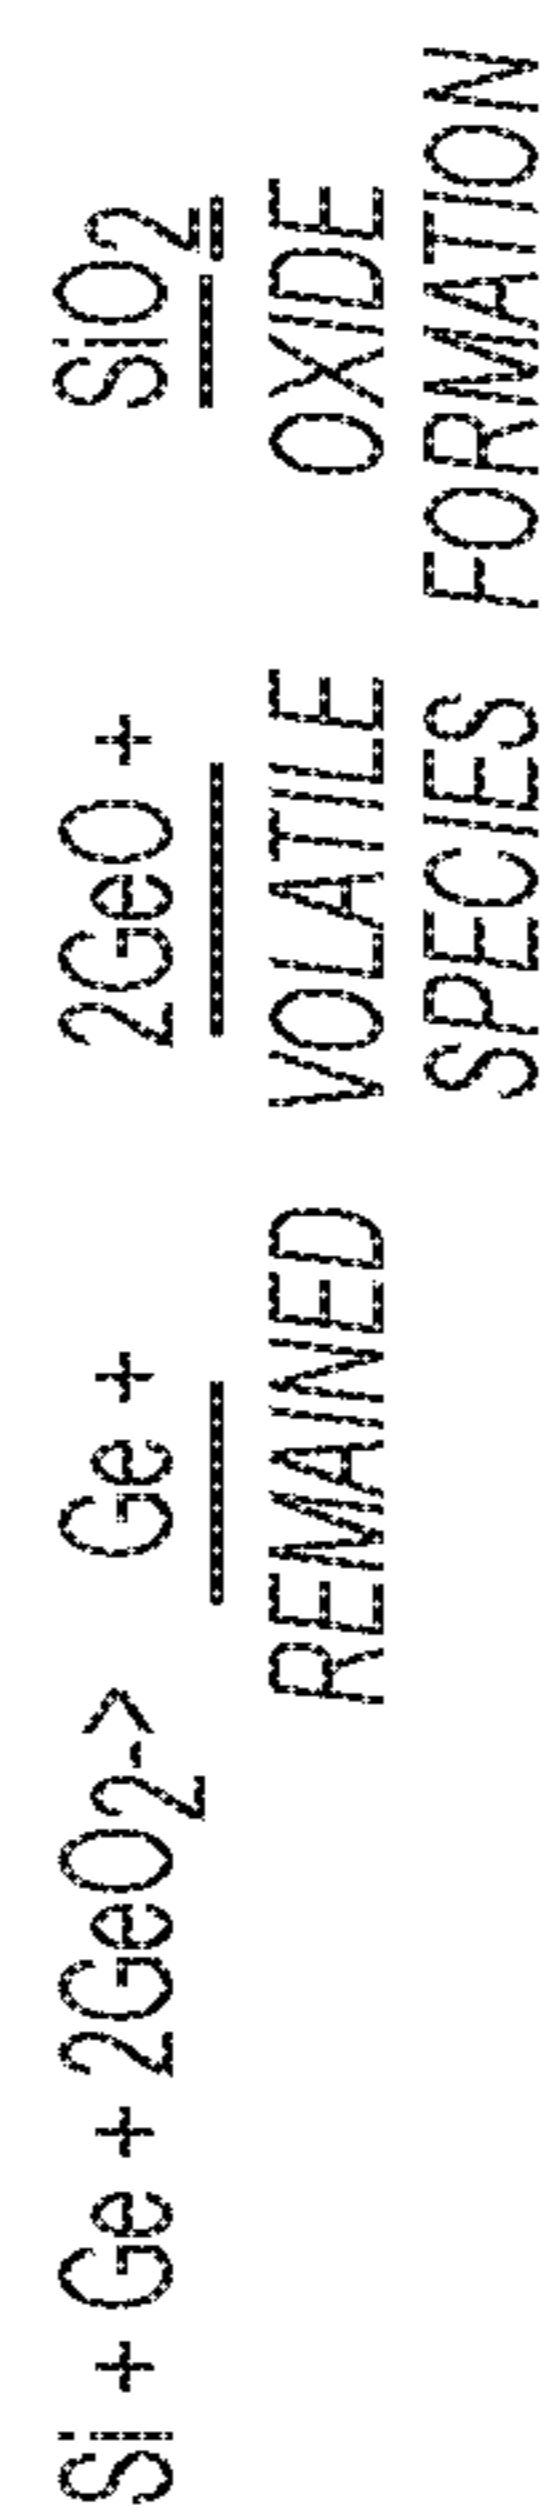 Si + Ge + 2GeO2-> Ge + 2GeO + SiO2
REMAINED VOLATILE OXIDE
SPECIES FORMATION